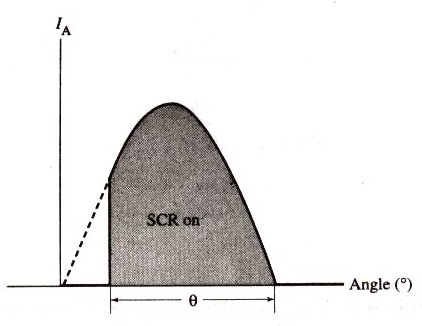 I_A
SCR on
Angle (°)
θ